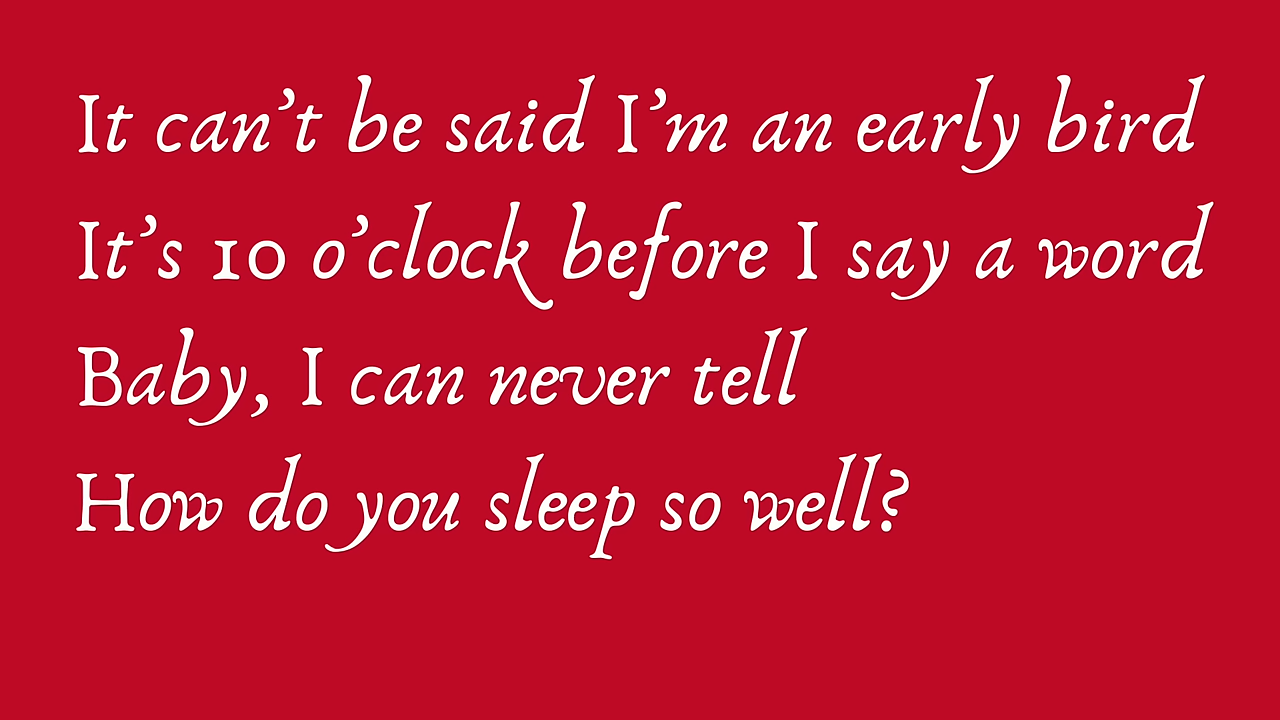 It can’t be said I’m an early bird
It’s 10 o’clock before I say a word
Baby, I can never tell
How do you sleep so well?